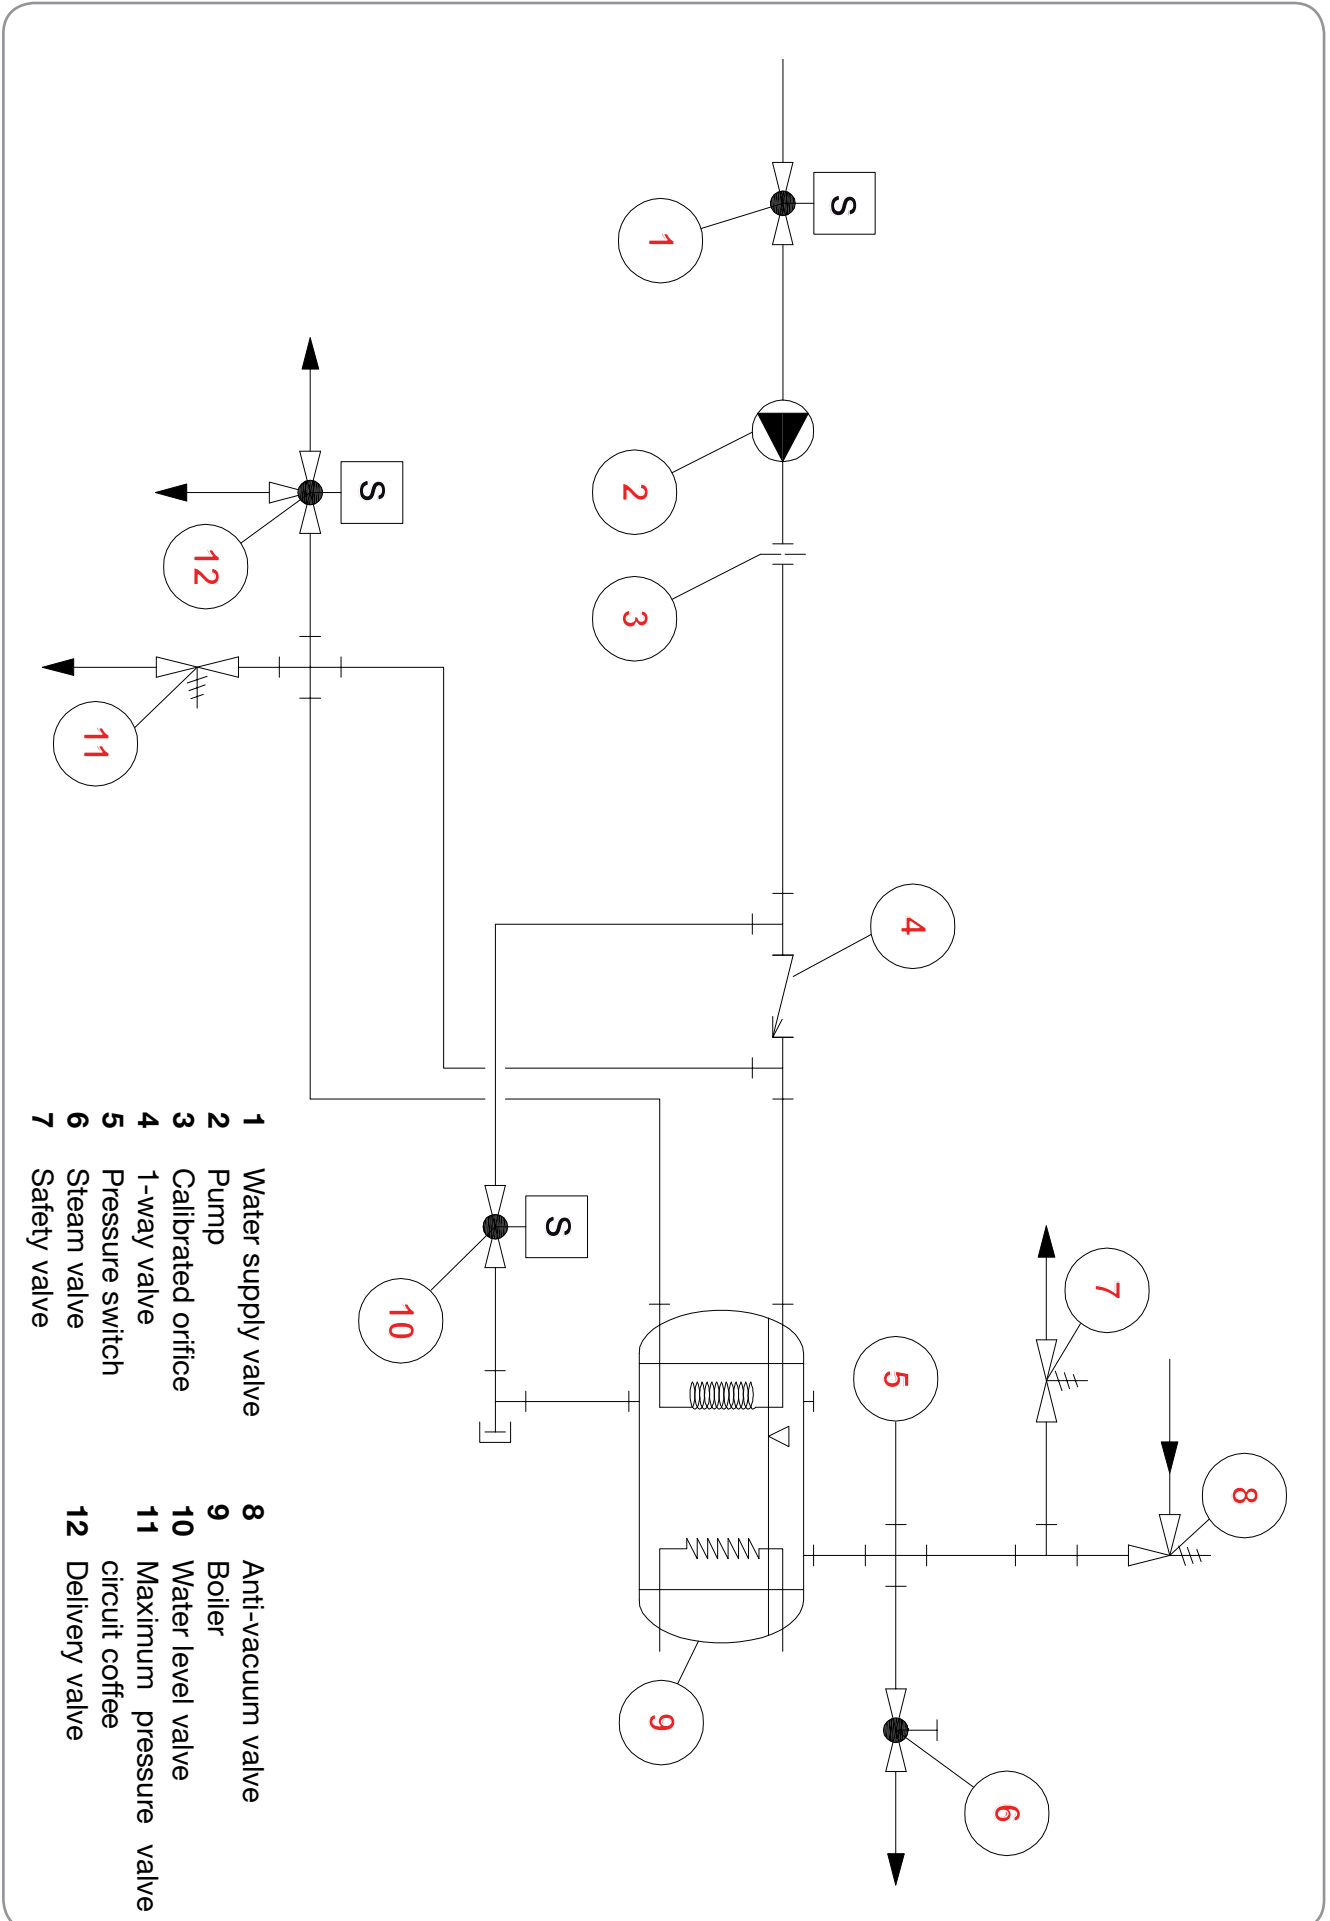 8
7
6
5
4
S
1
2
3
9
S
10
S
12
11
1 Water supply valve
2 Pump
3 Calibrated orifice
4 1-way valve
5 Pressure switch
6 Steam valve
7 Safety valve
8 Anti-vacuum valve
9 Boiler
10 Water level valve
11 Maximum pressure valve
circuit coffee
12 Delivery valve